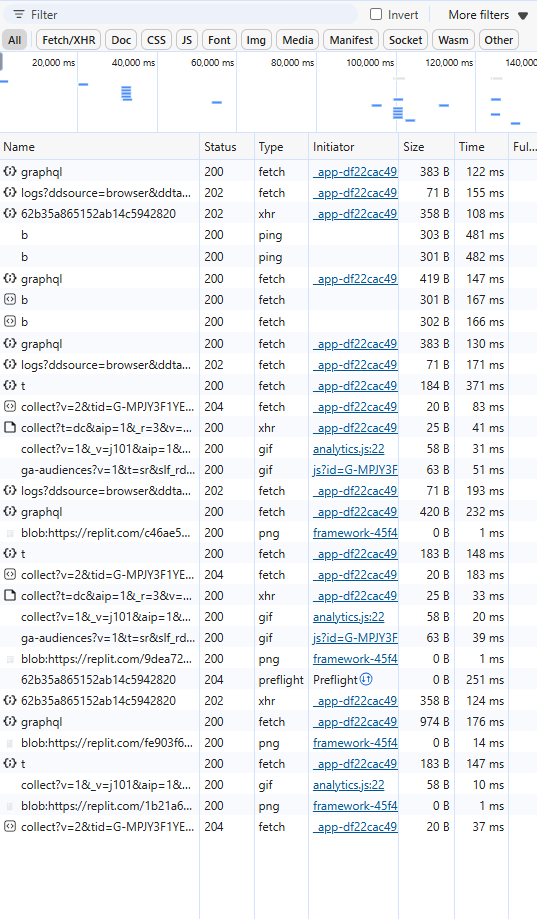 Filter Invert More filters
All Fetch/XHR Doc CSS JS Font Img Media Manifest Socket Wasm Other
20,000 ms 40,000 ms 60,000 ms 80,000 ms 100,000 ms 120,000 ms 140,000
Name Status Type Initiator Size Time Ful...
graphql 200 fetch _app-df22cac49 383 B 122 ms
logs?ddsource=browser&ddta... 202 fetch _app-df22cac49 71 B 155 ms
62b35a865152ab14c5942820 202 xhr _app-df22cac49 358 B 108 ms
b 200 ping 303 B 481 ms
b 200 ping 301 B 482 ms
graphql 200 fetch _app-df22cac49 419 B 147 ms
b 200 fetch 301 B 167 ms
b 200 fetch 302 B 166 ms
graphql 200 fetch _app-df22cac49 383 B 130 ms
logs?ddsource=browser&ddta... 202 fetch _app-df22cac49 71 B 171 ms
t 200 fetch _app-df22cac49 184 B 371 ms
collect?v=2&tid=G-MPJY3F1YE... 204 fetch _app-df22cac49 20 B 83 ms
collect?t=dc&aip=1&_r=3&v=... 200 xhr _app-df22cac49 25 B 41 ms
collect?v=1&_v=j101&aip=1&... 200 gif analytics.js:22 58 B 31 ms
ga-audiences?v=1&t=sr&slf_rd... 200 gif js?id=G-MPJY3F 63 B 51 ms
logs?ddsource=browser&ddta... 202 fetch _app-df22cac49 71 B 193 ms
graphql 200 fetch _app-df22cac49 420 B 232 ms
blob:https://replit.com/c46ae5... 200 png framework-45f4 0 B 1 ms
t 200 fetch _app-df22cac49 183 B 148 ms
collect?v=2&tid=G-MPJY3F1YE... 204 fetch _app-df22cac49 20 B 183 ms
collect?t=dc&aip=1&_r=3&v=... 200 xhr _app-df22cac49 25 B 33 ms
collect?v=1&_v=j101&aip=1&... 200 gif analytics.js:22 58 B 20 ms
ga-audiences?v=1&t=sr&slf_rd... 200 gif js?id=G-MPJY3F 63 B 39 ms
blob:https://replit.com/9dea72... 200 png framework-45f4 0 B 1 ms
62b35a865152ab14c5942820 204 preflight Preflight 0 B 251 ms
62b35a865152ab14c5942820 202 xhr _app-df22cac49 358 B 124 ms
graphql 200 fetch _app-df22cac49 974 B 176 ms
blob:https://replit.com/fe903f6... 200 png framework-45f4 0 B 14 ms
t 200 fetch _app-df22cac49 183 B 147 ms
collect?v=1&_v=j101&aip=1&... 200 gif analytics.js:22 58 B 10 ms
blob:https://replit.com/1b21a6... 200 png framework-45f4 0 B 1 ms
collect?v=2&tid=G-MPJY3F1YE... 204 fetch _app-df22cac49 20 B 37 ms